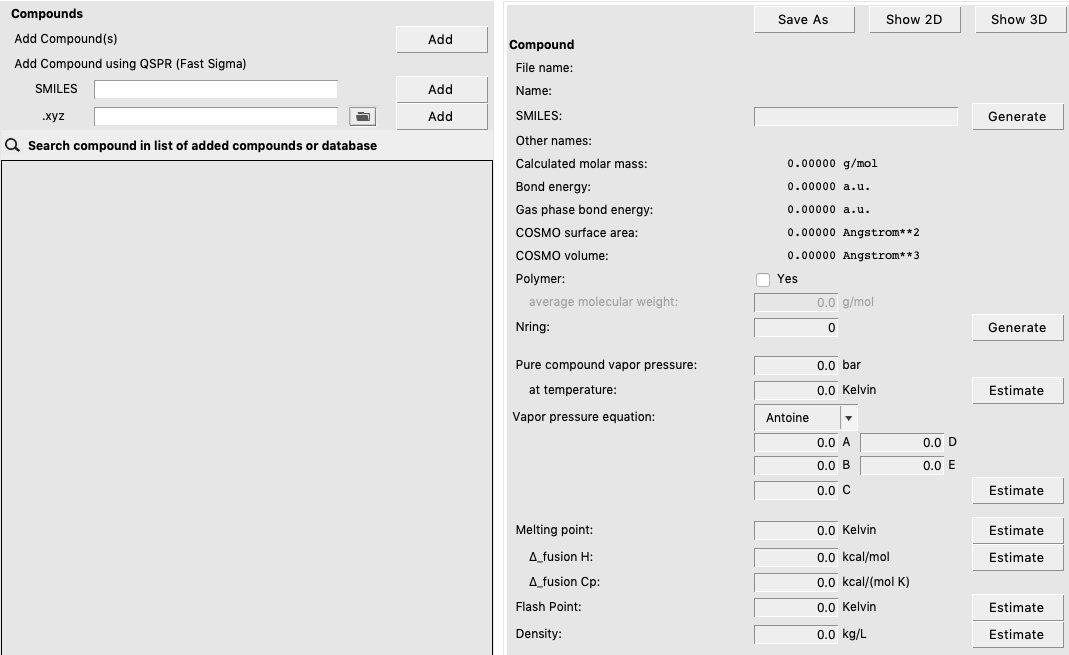 Compounds
Add Compound(s)
Add
Add Compound using QSPR (Fast Sigma)
SMILES
Add
.xyz
Add
Search compound in list of added compounds or database
Save As
Show 2D
Show 3D
Compound
File name:
Name:
SMILES:
Generate
Other names:
Calculated molar mass: 0.00000 g/mol
Bond energy: 0.00000 a.u.
Gas phase bond energy: 0.00000 a.u.
COSMO surface area: 0.00000 Angstrom**2
COSMO volume: 0.00000 Angstrom**3
Polymer: Yes
average molecular weight: 0.0 g/mol
Nring: 0 Generate
Pure compound vapor pressure: 0.0 bar
at temperature: 0.0 Kelvin Estimate
Vapor pressure equation: Antoine
0.0 A 0.0 D
0.0 B 0.0 E
0.0 C Estimate
Melting point: 0.0 Kelvin Estimate
Δ_fusion H: 0.0 kcal/mol Estimate
Δ_fusion Cp: 0.0 kcal/(mol K)
Flash Point: 0.0 Kelvin Estimate
Density: 0.0 kg/L Estimate